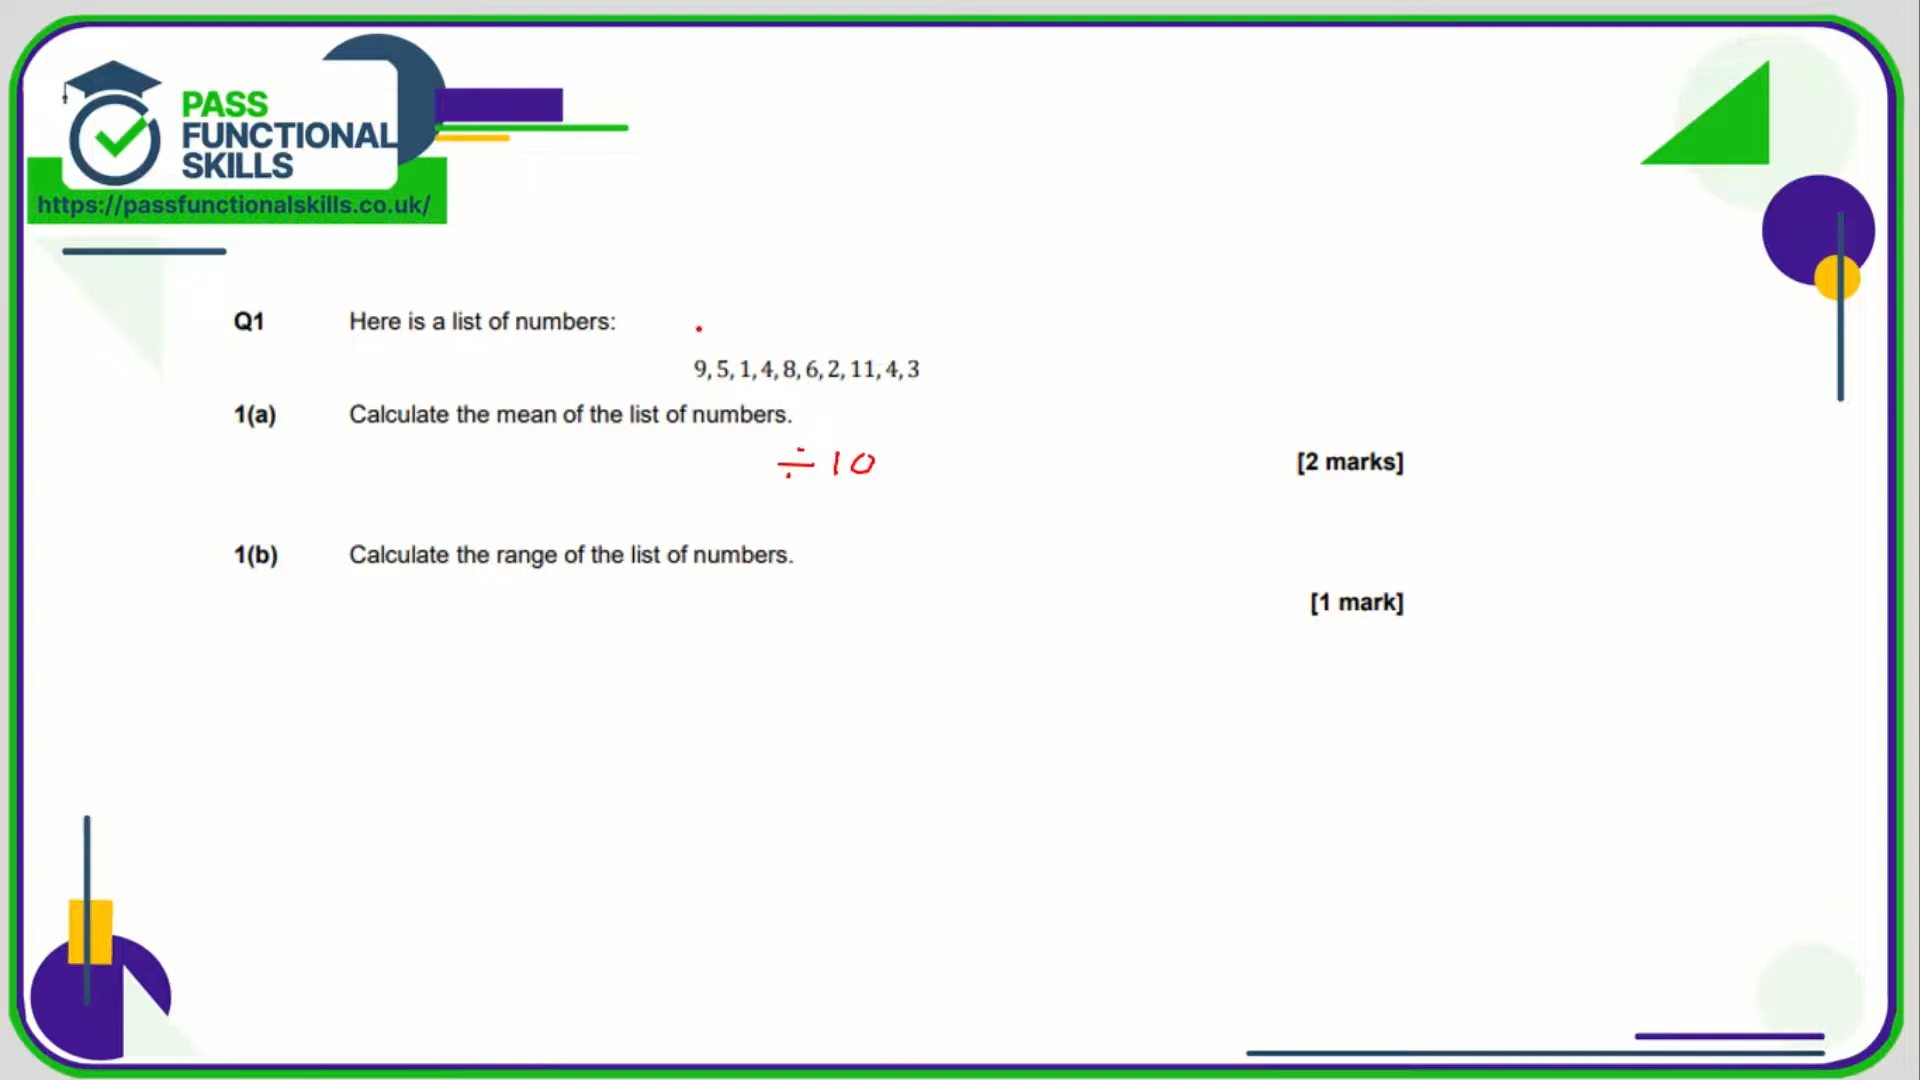 PASS
FUNCTIONAL
SKILLS
https://passfunctionalskills.co.uk/
Q1 Here is a list of numbers:
9, 5, 1, 4, 8, 6, 2, 11, 4, 3
1(a) Calculate the mean of the list of numbers.
÷ 10
[2 marks]
1(b) Calculate the range of the list of numbers.
[1 mark]